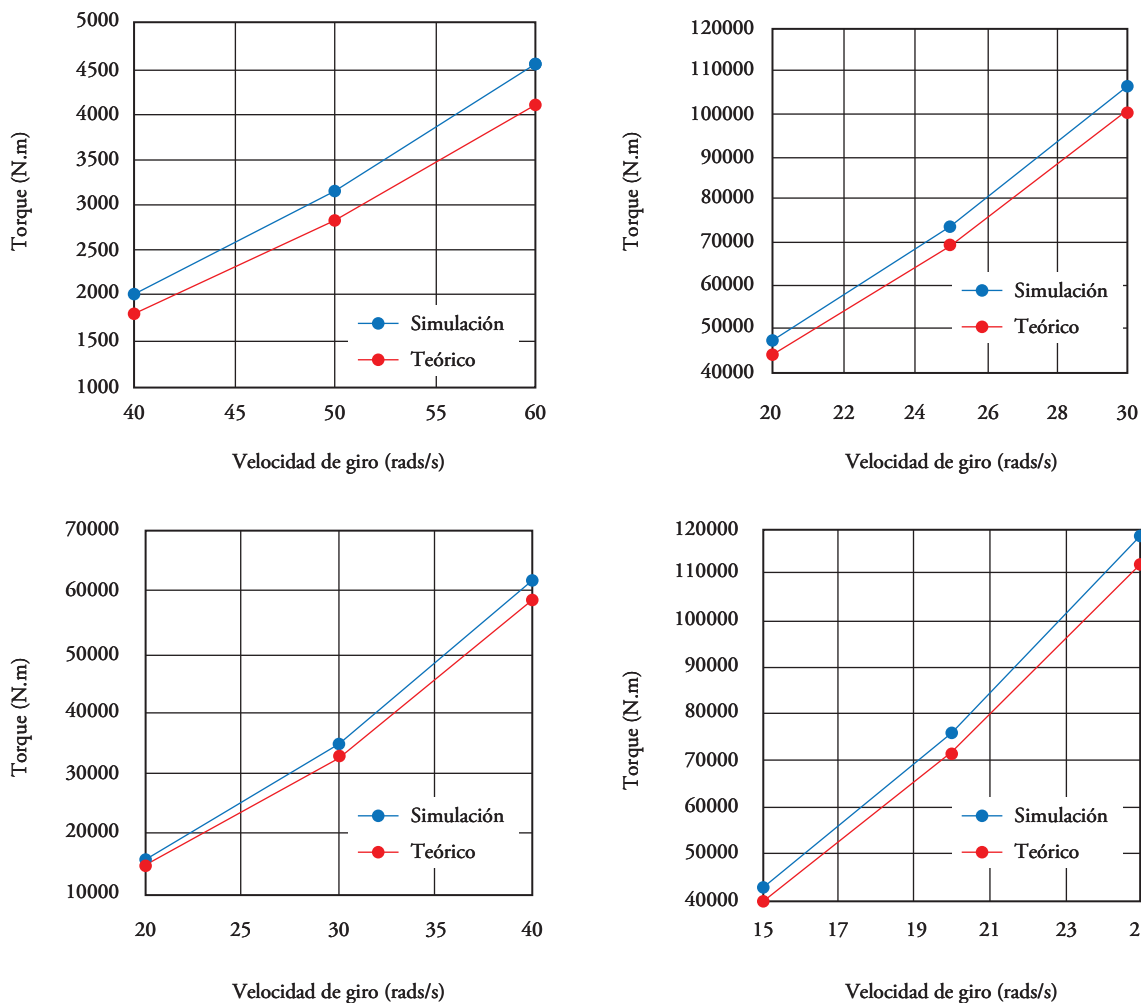 5000
4500
4000
3500
3000
2500
2000
1500
1000
Torque (N.m)
Simulación
Teórico
40 45 50 55 60
Velocidad de giro (rads/s)
120000
110000
100000
90000
80000
70000
60000
50000
40000
Torque (N.m)
Simulación
Teórico
20 22 24 26 28 30
Velocidad de giro (rads/s)
70000
60000
50000
40000
30000
20000
10000
Torque (N.m)
Simulación
Teórico
20 25 30 35 40
Velocidad de giro (rads/s)
120000
110000
100000
90000
80000
70000
60000
50000
40000
Torque (N.m)
Simulación
Teórico
15 17 19 21 23 2
Velocidad de giro (rads/s)